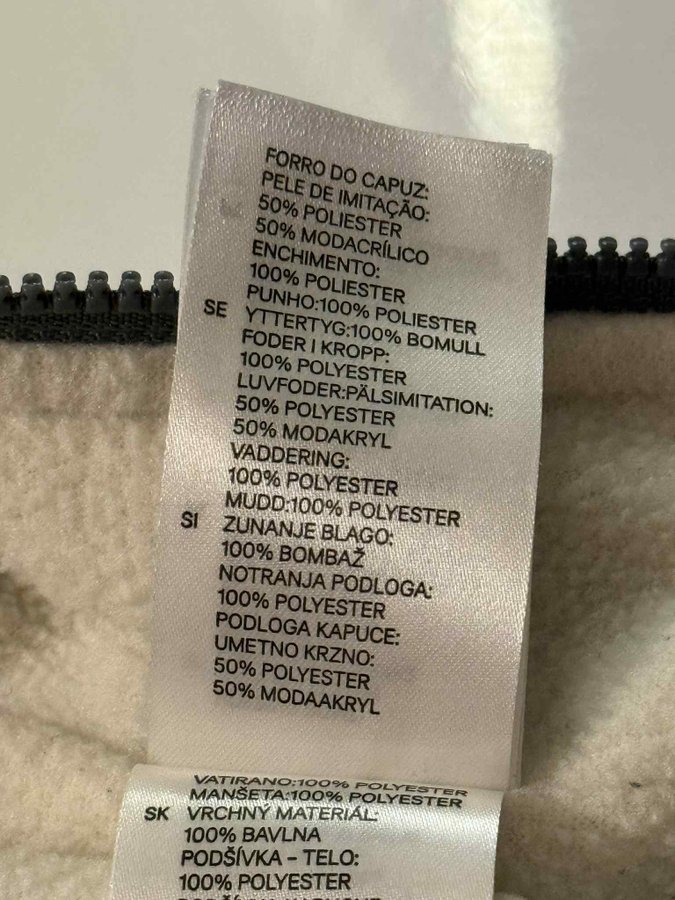 FORRO DO CAPUZ:
PELE DE IMITAÇÃO:
50% POLIESTER
50% MODACRÍLICO
ENCHIMENTO:
100% POLIESTER
PUNHO:100% POLIESTER
SE YTTERTYG:100% BOMULL
FODER I KROPP:
100% POLYESTER
LUVFODER:PÄLSIMITATION:
50% POLYESTER
50% MODAKRYL
VADDERING:
100% POLYESTER
MUDD:100% POLYESTER
SI ZUNANJE BLAGO:
100% BOMBAŽ
NOTRANJA PODLOGA:
100% POLYESTER
PODLOGA KAPUCE:
UMETNO KRZNO:
50% POLYESTER
50% MODAAKRYL
VATIRANO:100% POLYESTER
MANŠETA:100% POLYESTER
SK VRCHNÝ MATERIÁL:
100% BAVLNA
PODŠÍVKA - TELO:
100% POLYESTER